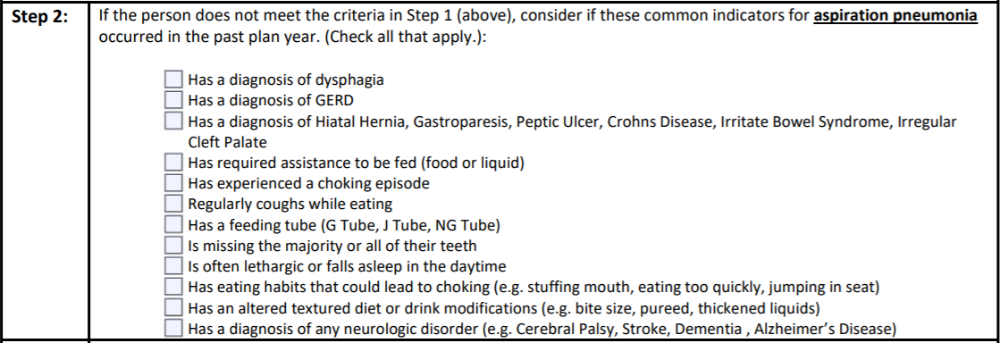 Step 2:
If the person does not meet the criteria in Step 1 (above), consider if these common indicators for aspiration pneumonia
occurred in the past plan year. (Check all that apply.):
Has a diagnosis of dysphagia
Has a diagnosis of GERD
Has a diagnosis of Hiatal Hernia, Gastroparesis, Peptic Ulcer, Crohns Disease, Irritate Bowel Syndrome, Irregular
Cleft Palate
Has required assistance to be fed (food or liquid)
Has experienced a choking episode
Regularly coughs while eating
Has a feeding tube (G Tube, J Tube, NG Tube)
Is missing the majority or all of their teeth
Is often lethargic or falls asleep in the daytime
Has eating habits that could lead to choking (e.g. stuffing mouth, eating too quickly, jumping in seat)
Has an altered textured diet or drink modifications (e.g. bite size, pureed, thickened liquids)
Has a diagnosis of any neurologic disorder (e.g. Cerebral Palsy, Stroke, Dementia , Alzheimer's Disease)